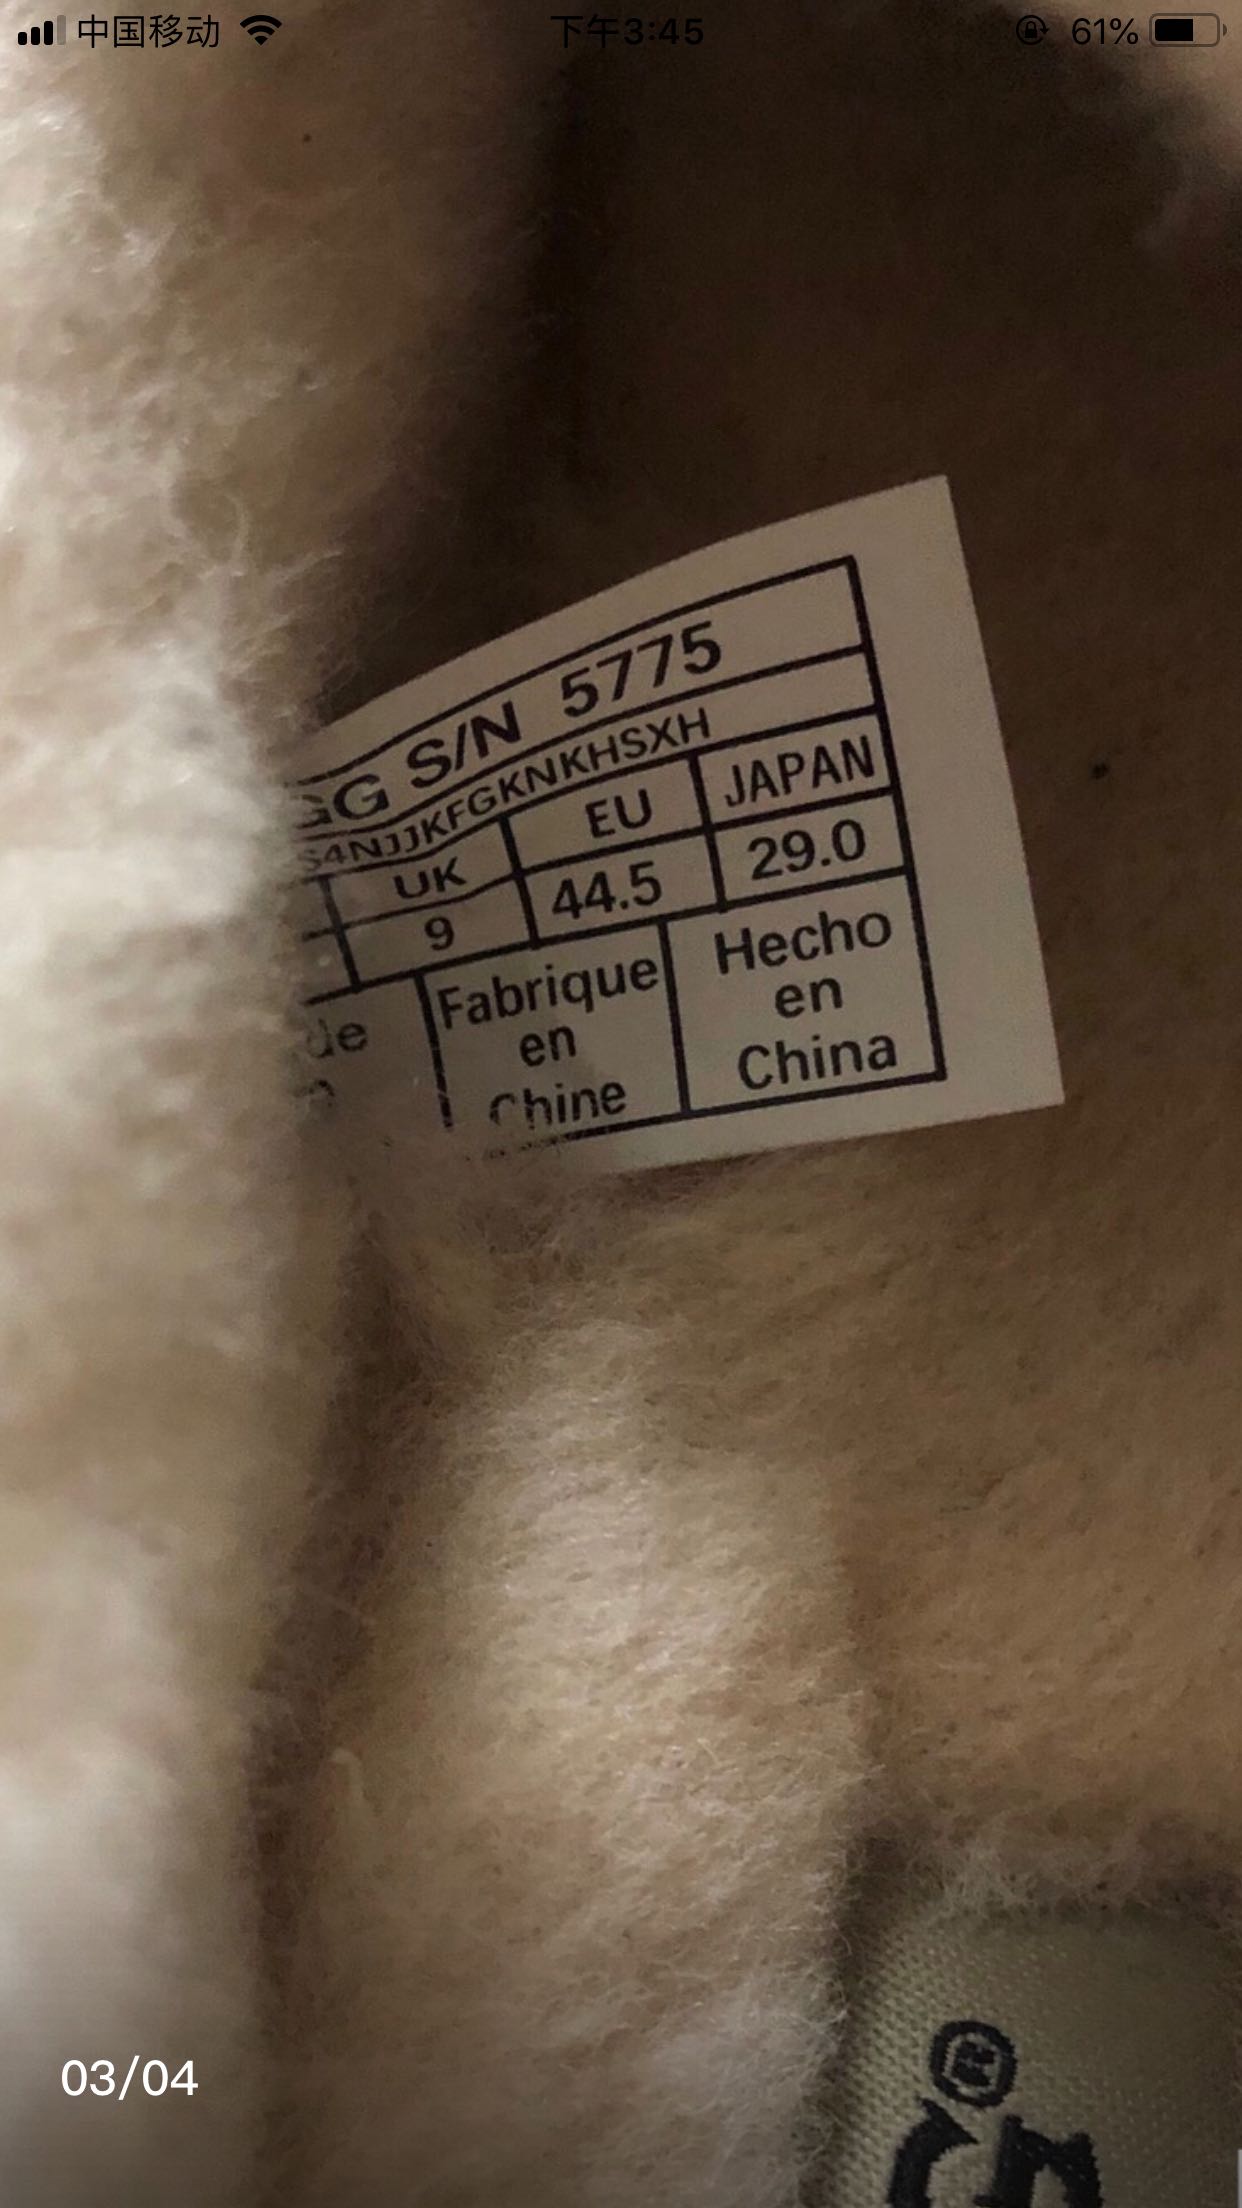 中国移动
下午3:45
61%
GG S/N 5775
S4NJJKFGKNKHSXH
UK
EU
JAPAN
9
44.5
29.0
de
Fabrique
en
Chine
Hecho
en
China
®
03/04